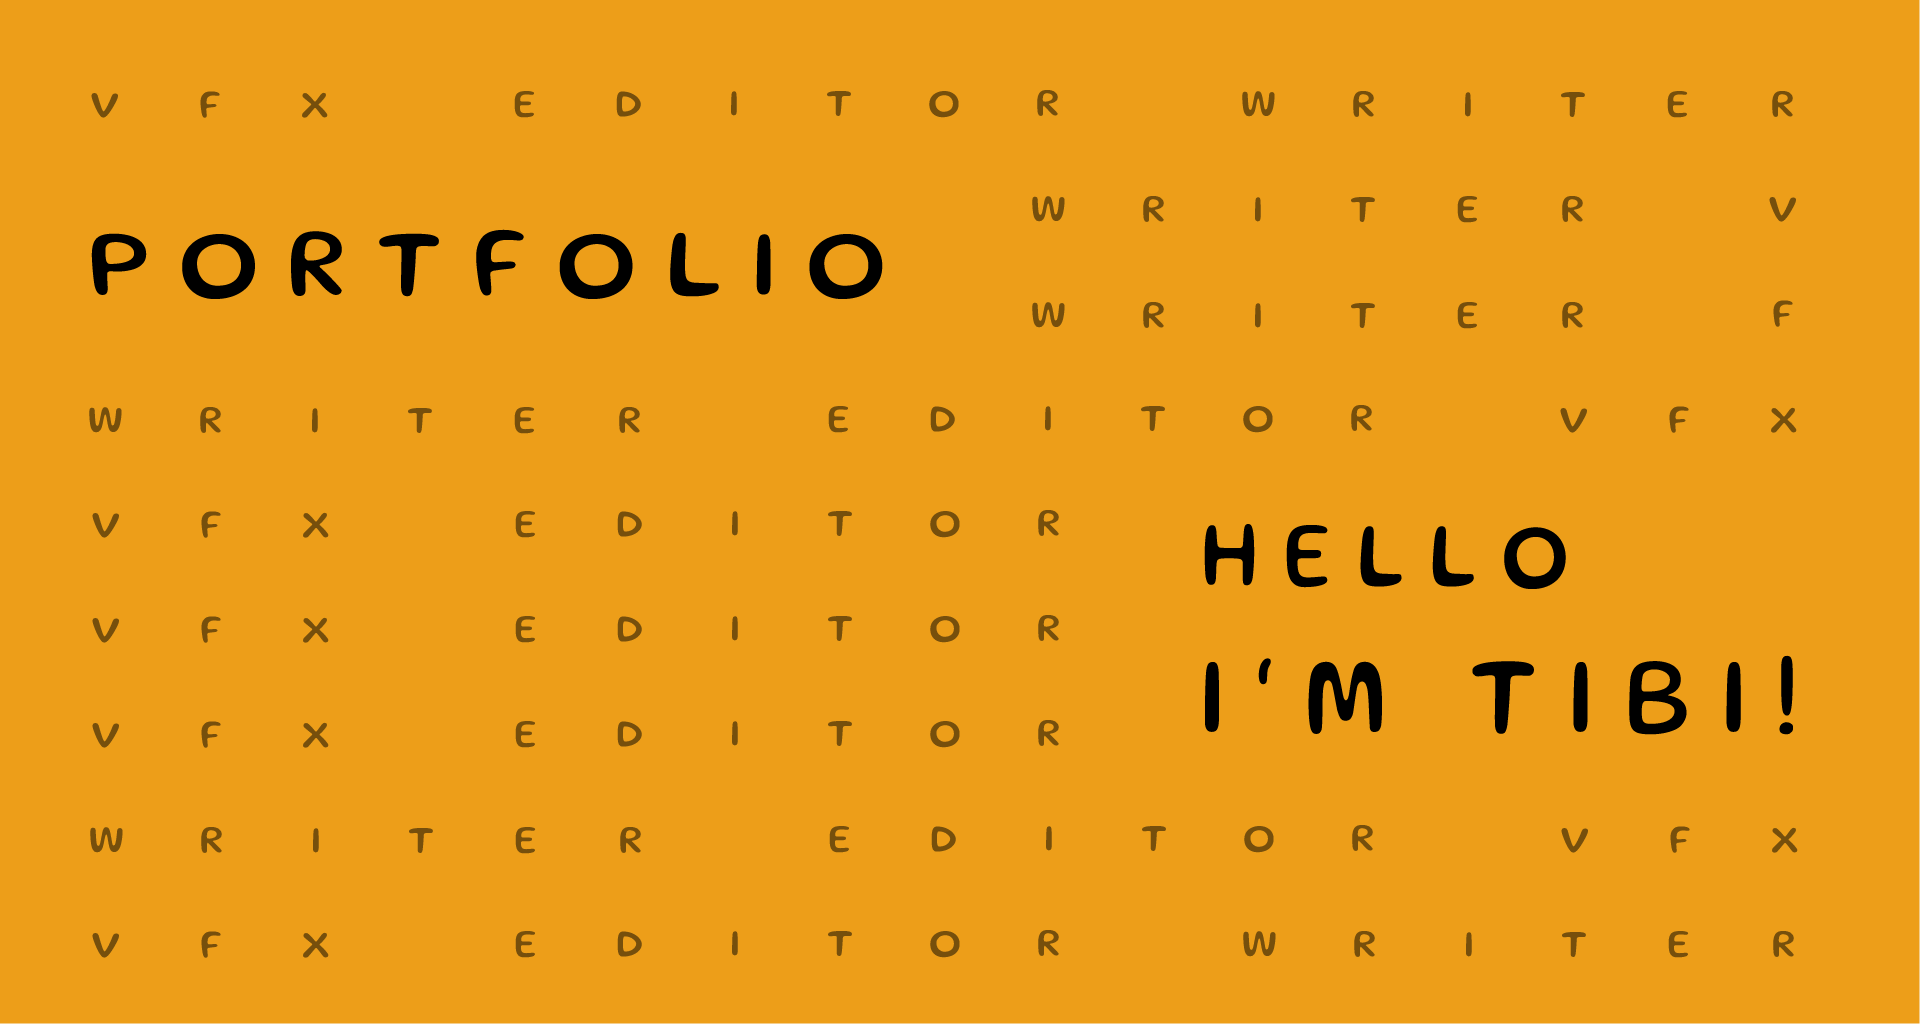 VFX EDITOR WRITER
WRITER V
PORTFOLIO
WRITER F
WRITER EDITOR VFX
VFX EDITOR
HELLO
VFX EDITOR
I'M TIBI!
VFX EDITOR
WRITER EDITOR VFX
VFX EDITOR WRITER